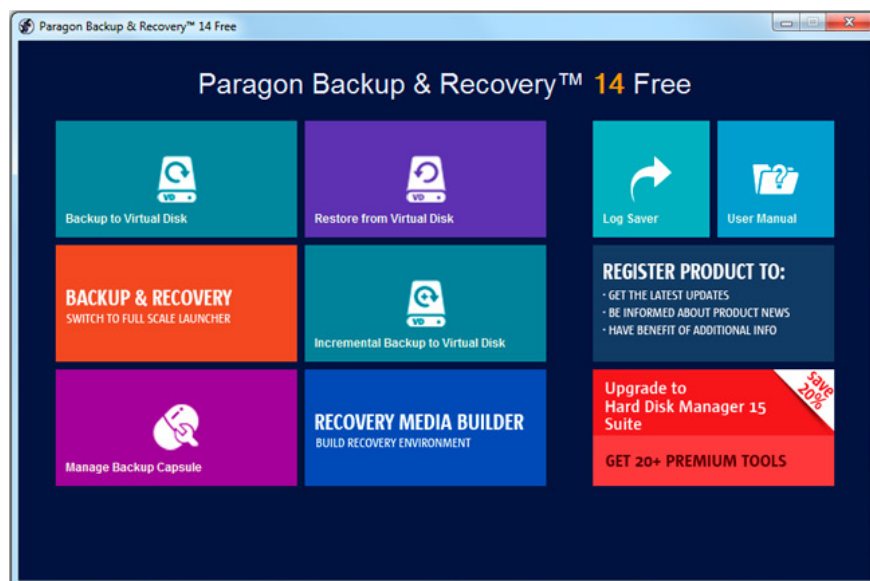 Paragon Backup & Recovery™ 14 Free
Paragon Backup & Recovery™ 14 Free
VD
Backup to Virtual Disk
VD
Restore from Virtual Disk
Log Saver
?
User Manual
BACKUP & RECOVERY
SWITCH TO FULL SCALE LAUNCHER
VD
Incremental Backup to Virtual Disk
REGISTER PRODUCT TO:
· GET THE LATEST UPDATES
· BE INFORMED ABOUT PRODUCT NEWS
· HAVE BENEFIT OF ADDITIONAL INFO
i
Manage Backup Capsule
RECOVERY MEDIA BUILDER
BUILD RECOVERY ENVIRONMENT
Upgrade to
Hard Disk Manager 15
Suite
save
20%
GET 20+ PREMIUM TOOLS